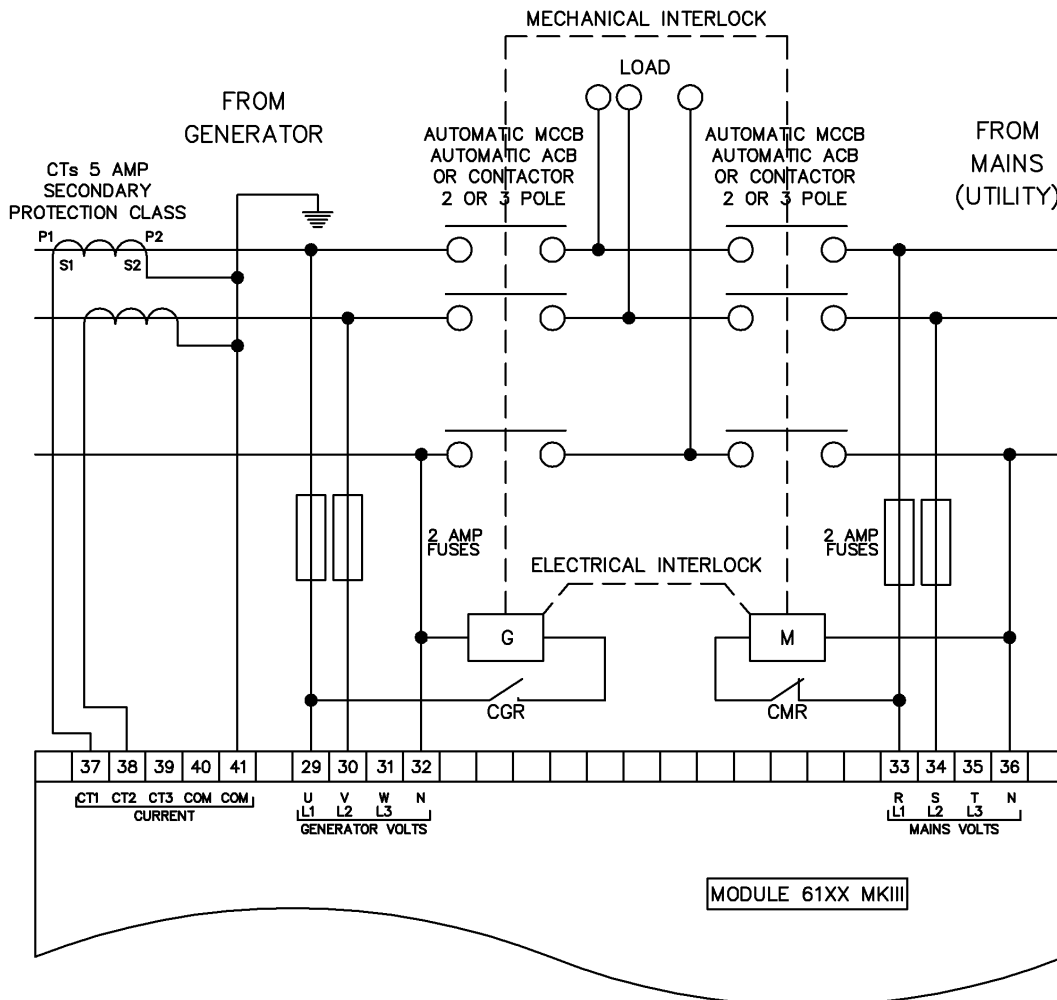 MECHANICAL INTERLOCK
LOAD
FROM
GENERATOR
AUTOMATIC MCCB
AUTOMATIC ACB
OR CONTACTOR
2 OR 3 POLE
AUTOMATIC MCCB
AUTOMATIC ACB
OR CONTACTOR
2 OR 3 POLE
FROM
MAINS
(UTILITY)
CTs 5 AMP
SECONDARY
PROTECTION CLASS
P1 P2
S1 S2
2 AMP
FUSES
2 AMP
FUSES
ELECTRICAL INTERLOCK
G
M
CGR
CMR
37 38 39 40 41 29 30 31 32 33 34 35 36
CT1 CT2 CT3 COM COM
CURRENT
U V W N
L1 L2 L3
GENERATOR VOLTS
R S T N
L1 L2 L3
MAINS VOLTS
MODULE 61XX MKIII